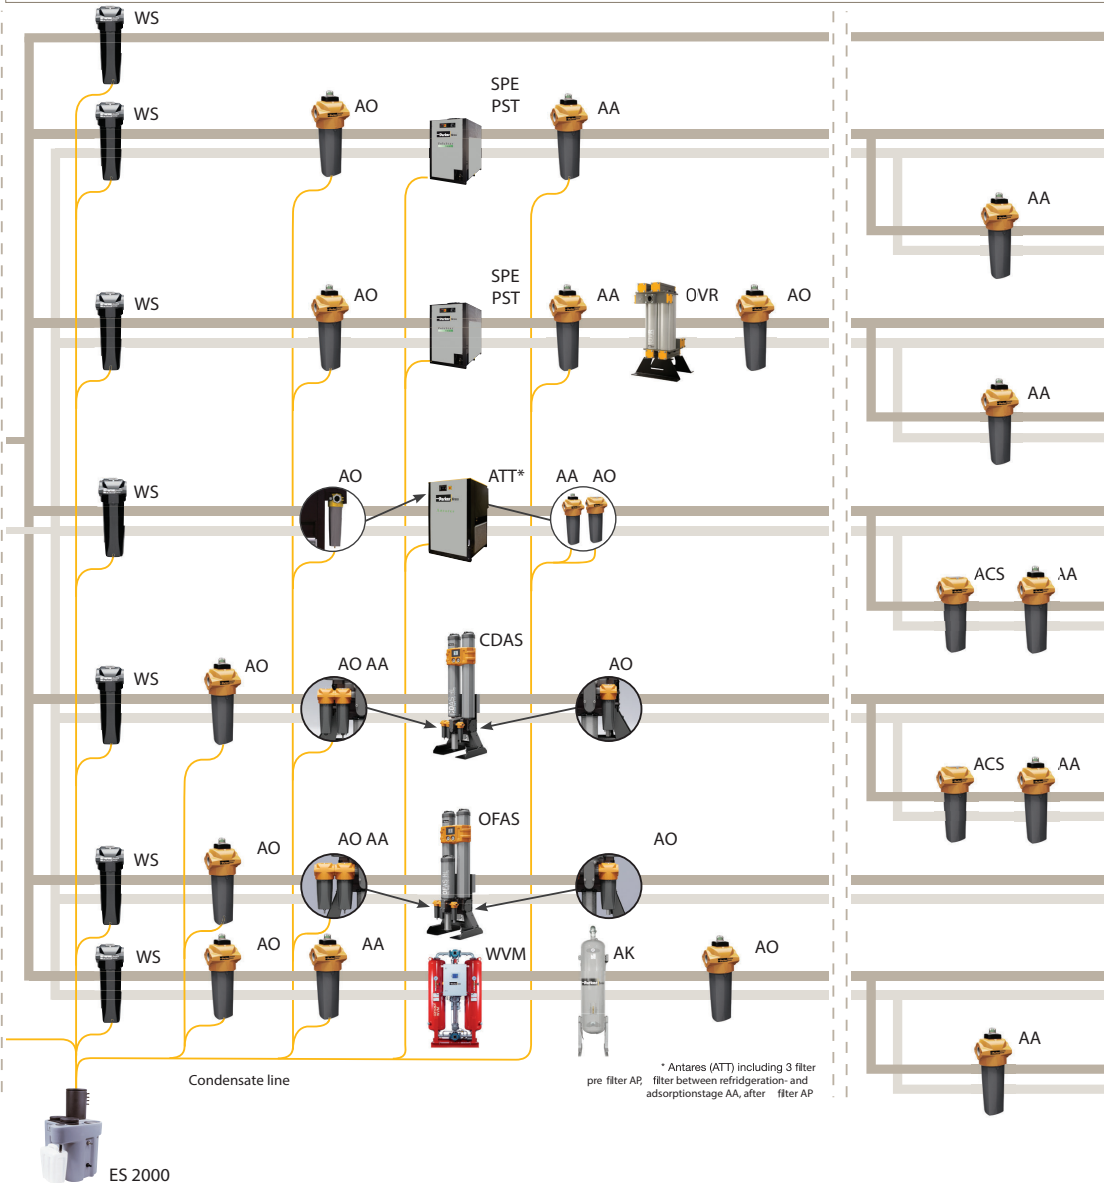 WS
WS
AO
SPE
PST
AA
AA
WS
AO
SPE
PST
AA
OVR
AO
AA
WS
AO
ATT*
AA
AO
ACS
AA
WS
AO
AO AA
CDAS
AO
ACS
AA
WS
AO
AO AA
OFAS
AO
WS
AO
AA
WVM
AK
AO
AA
Condensate line
* Antares (ATT) including 3 filter
pre filter AP, filter between refridgeration- and
adsorptionstage AA, after filter AP
ES 2000